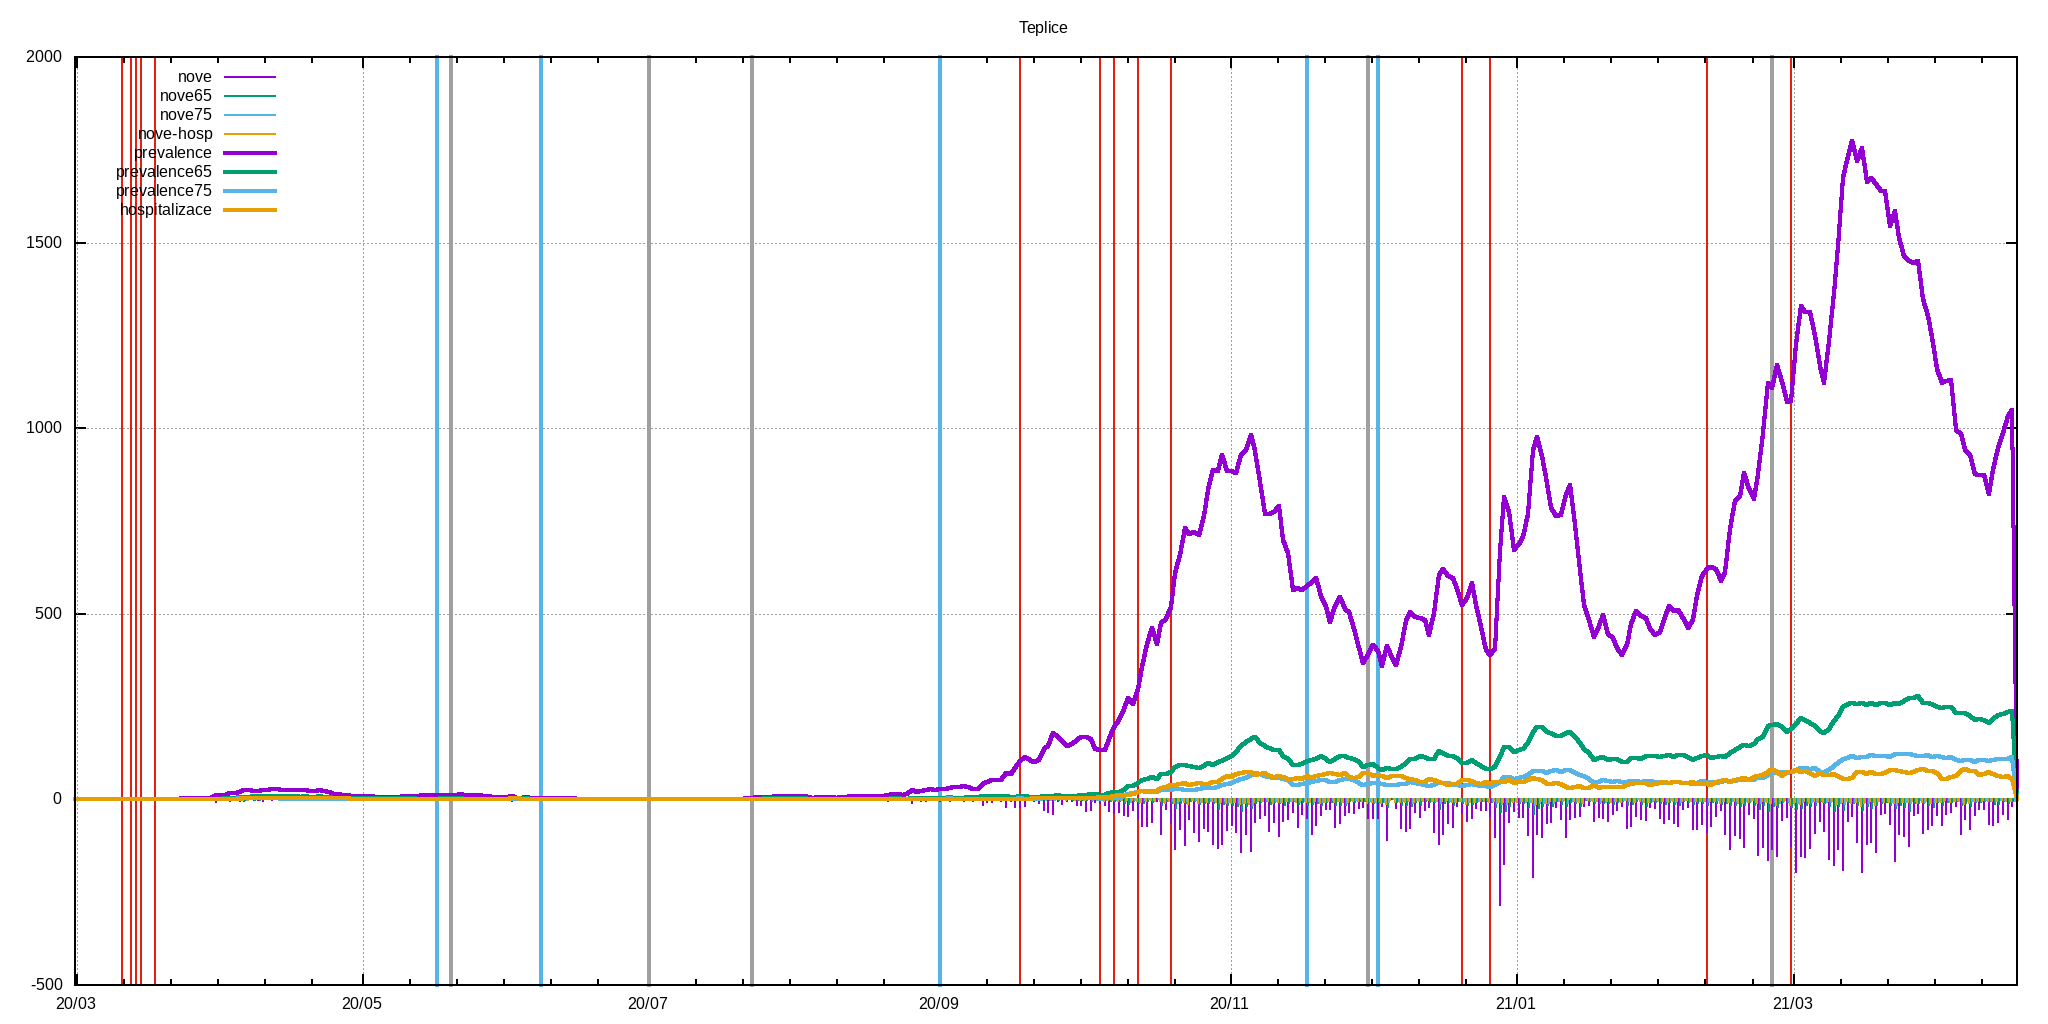 Teplice
2000
1500
1000
500
0
-500
nove
nove65
nove75
nove-hosp
prevalence
prevalence65
prevalence75
hospitalizace
20/03 20/05 20/07 20/09 20/11 21/01 21/03